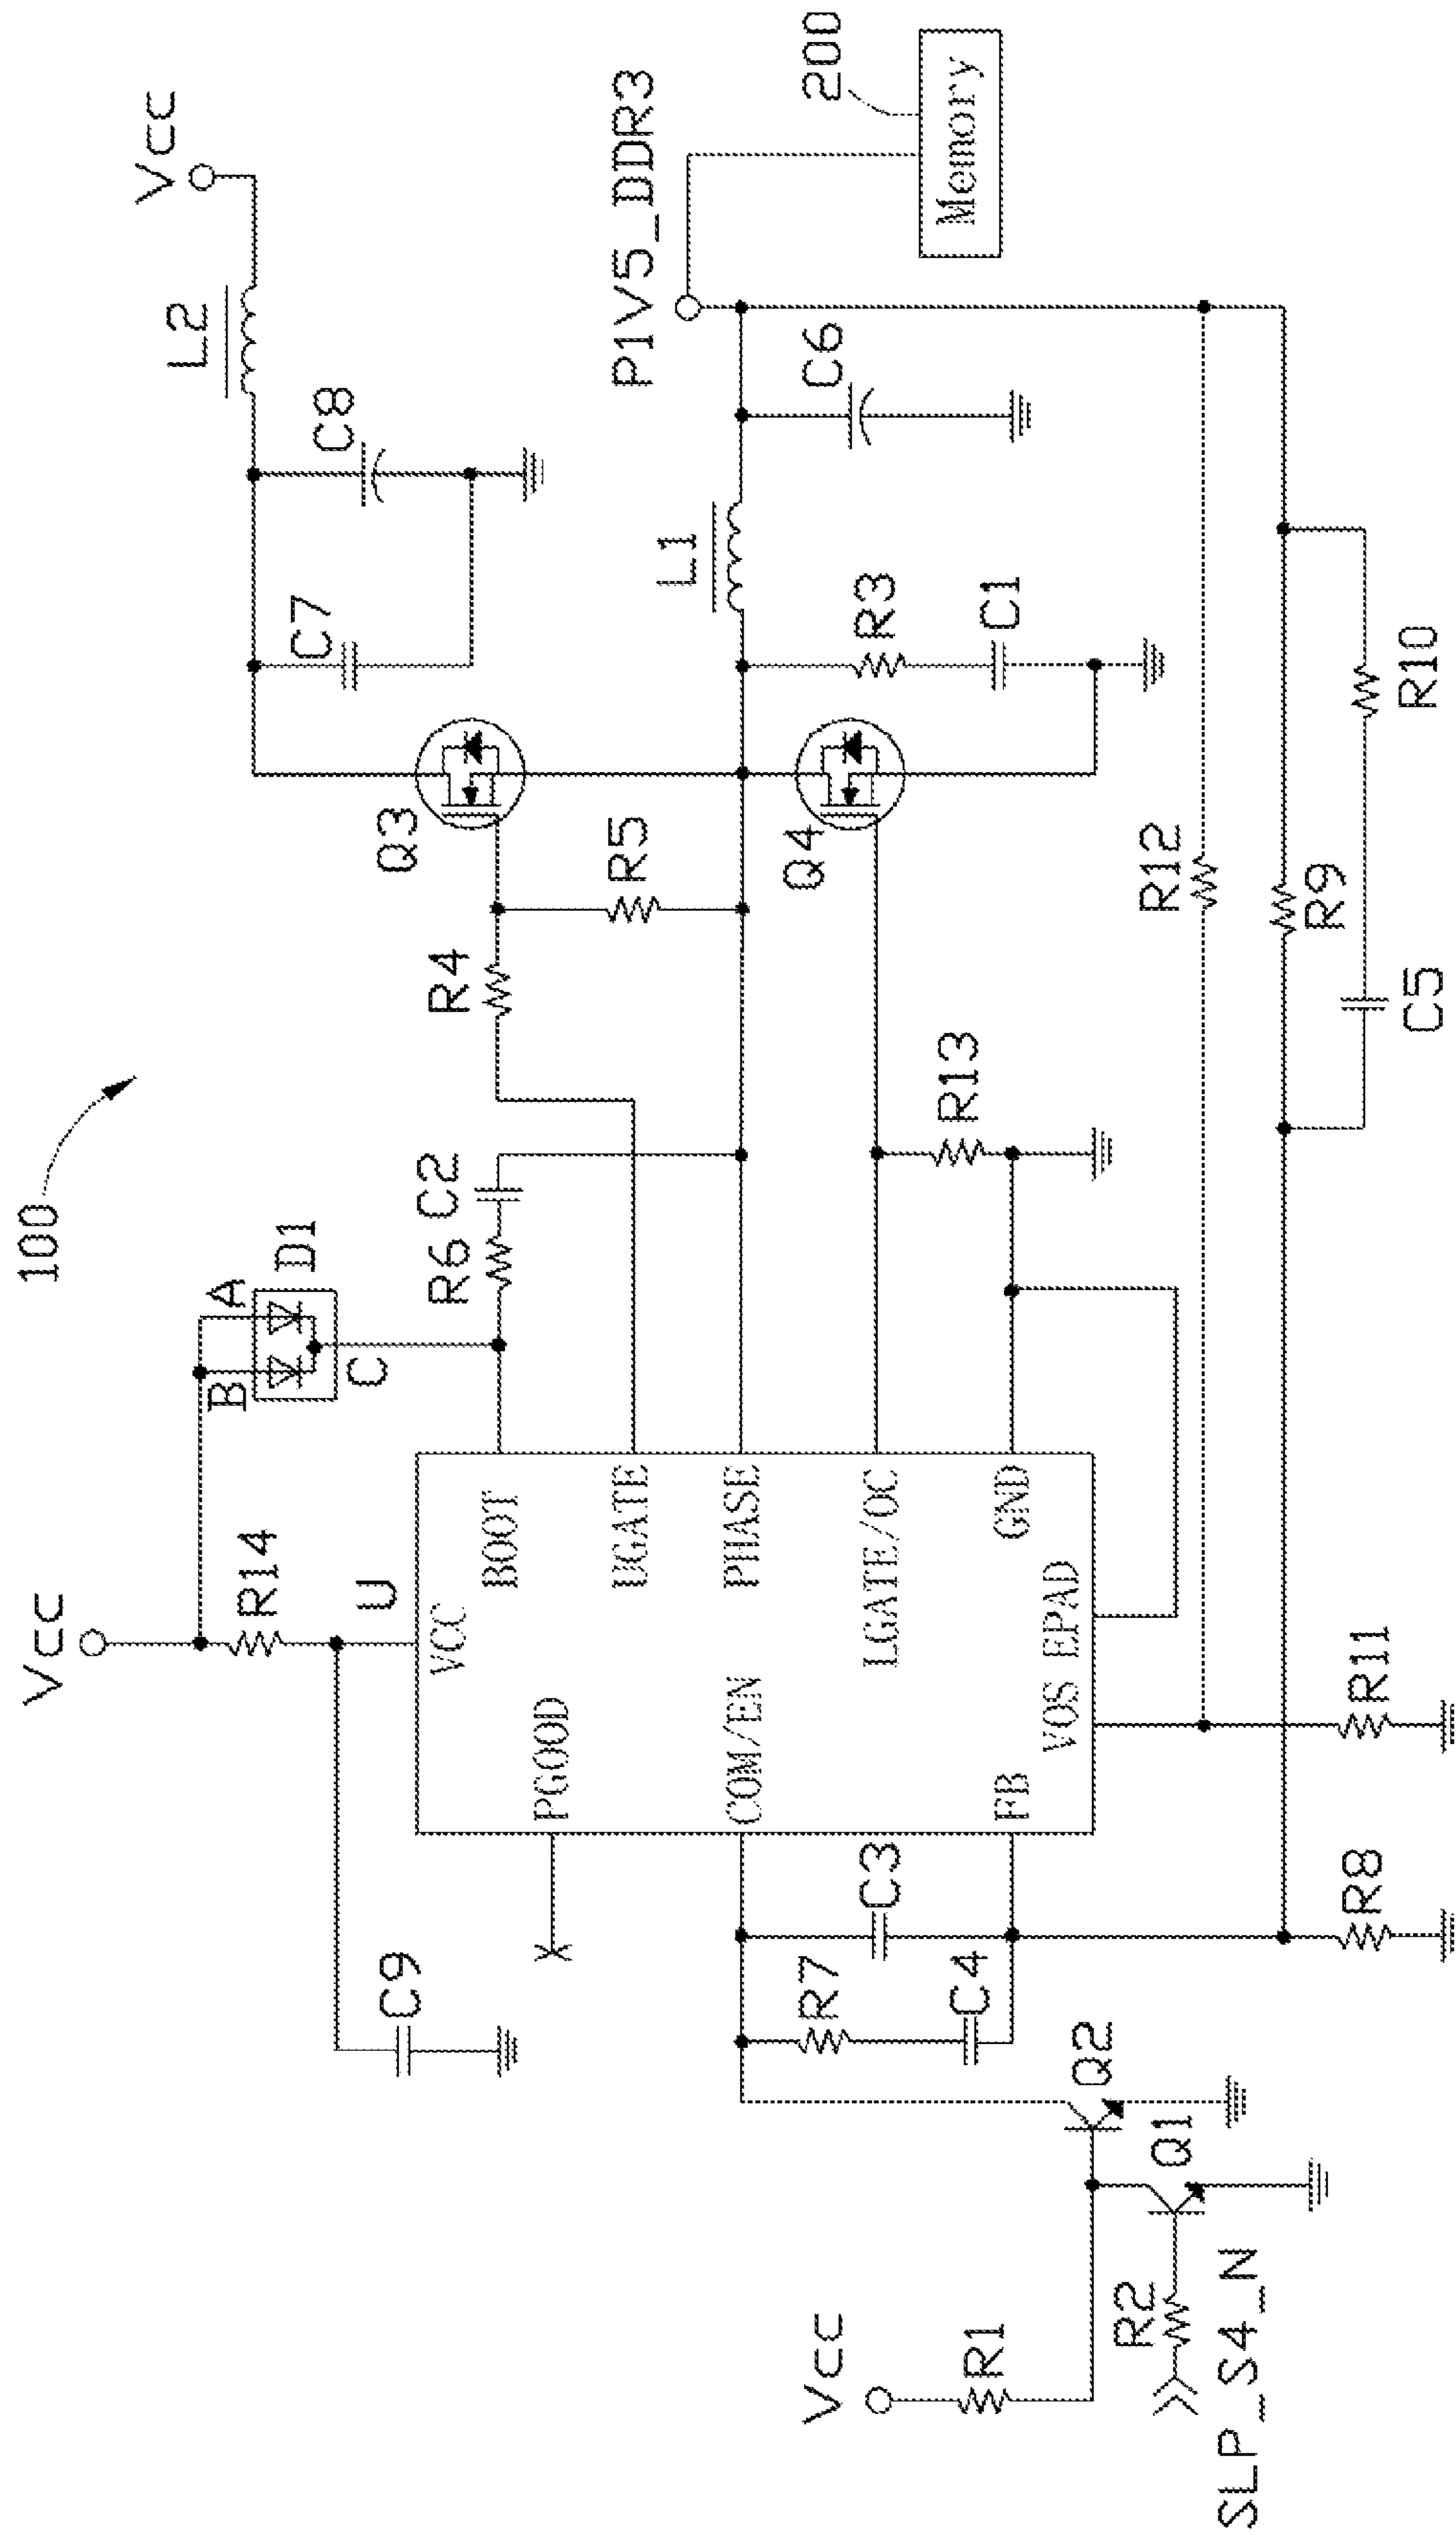 100
Vcc
Vcc
L2
C8
C7
R14
D1
A
B
C
C9
U
VCC
PGOOD
BOOT
UGATE
PHASE
COM/EN
LGATE/OC
GND
FB
VOS
EPAD
R6
C2
R4
Q3
R5
L1
P1V5_DDR3
200
Memory
C6
R3
C1
Q4
R13
C3
R7
C4
Vcc
R1
Q2
Q1
R2
SLP_S4_N
R12
R9
R8
R11
C5
R10